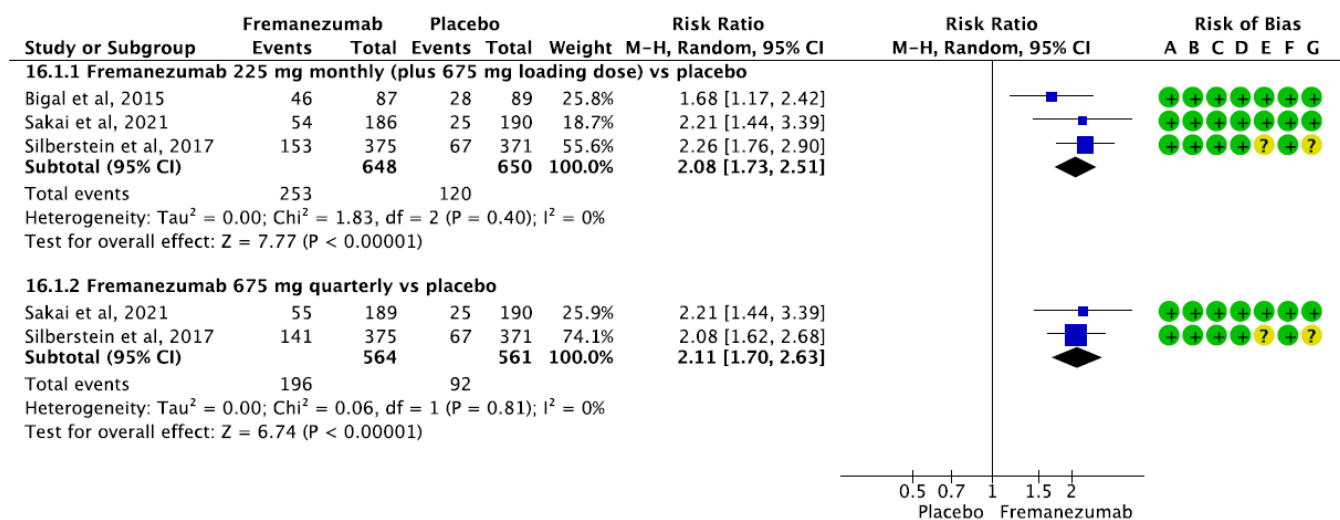 Fremanezumab Placebo Risk Ratio Risk Ratio Risk of Bias
Study or Subgroup Events Total Events Total Weight M-H, Random, 95% CI M-H, Random, 95% CI A B C D E F G
16.1.1 Fremanezumab 225 mg monthly (plus 675 mg loading dose) vs placebo
Bigal et al, 2015 46 87 28 89 25.8% 1.68 [1.17, 2.42] + + + + + + +
Sakai et al, 2021 54 186 25 190 18.7% 2.21 [1.44, 3.39] + + + + + + +
Silberstein et al, 2017 153 375 67 371 55.6% 2.26 [1.76, 2.90] + + + + ? + ?
Subtotal (95% CI) 648 650 100.0% 2.08 [1.73, 2.51]
Total events 253 120
Heterogeneity: Tau² = 0.00; Chi² = 1.83, df = 2 (P = 0.40); I² = 0%
Test for overall effect: Z = 7.77 (P < 0.00001)
16.1.2 Fremanezumab 675 mg quarterly vs placebo
Sakai et al, 2021 55 189 25 190 25.9% 2.21 [1.44, 3.39] + + + + + + +
Silberstein et al, 2017 141 375 67 371 74.1% 2.08 [1.62, 2.68] + + + + ? + ?
Subtotal (95% CI) 564 561 100.0% 2.11 [1.70, 2.63]
Total events 196 92
Heterogeneity: Tau² = 0.00; Chi² = 0.06, df = 1 (P = 0.81); I² = 0%
Test for overall effect: Z = 6.74 (P < 0.00001)
0.5 0.7 1 1.5 2
Placebo Fremanezumab